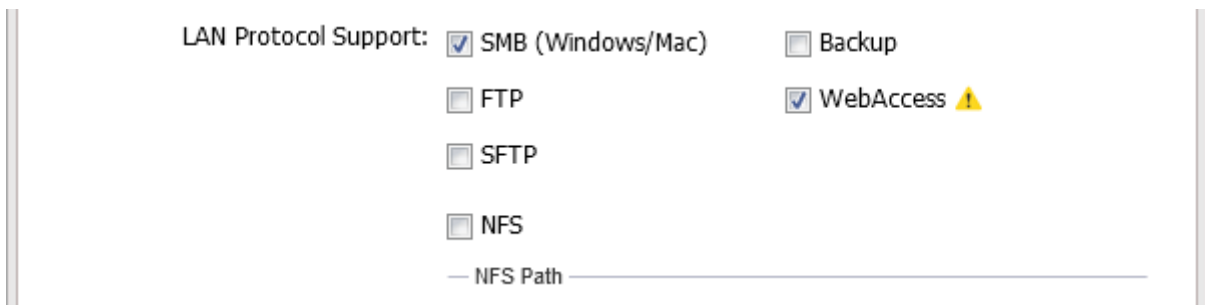 LAN Protocol Support: SMB (Windows/Mac) Backup
FTP WebAccess
SFTP
NFS
NFS Path